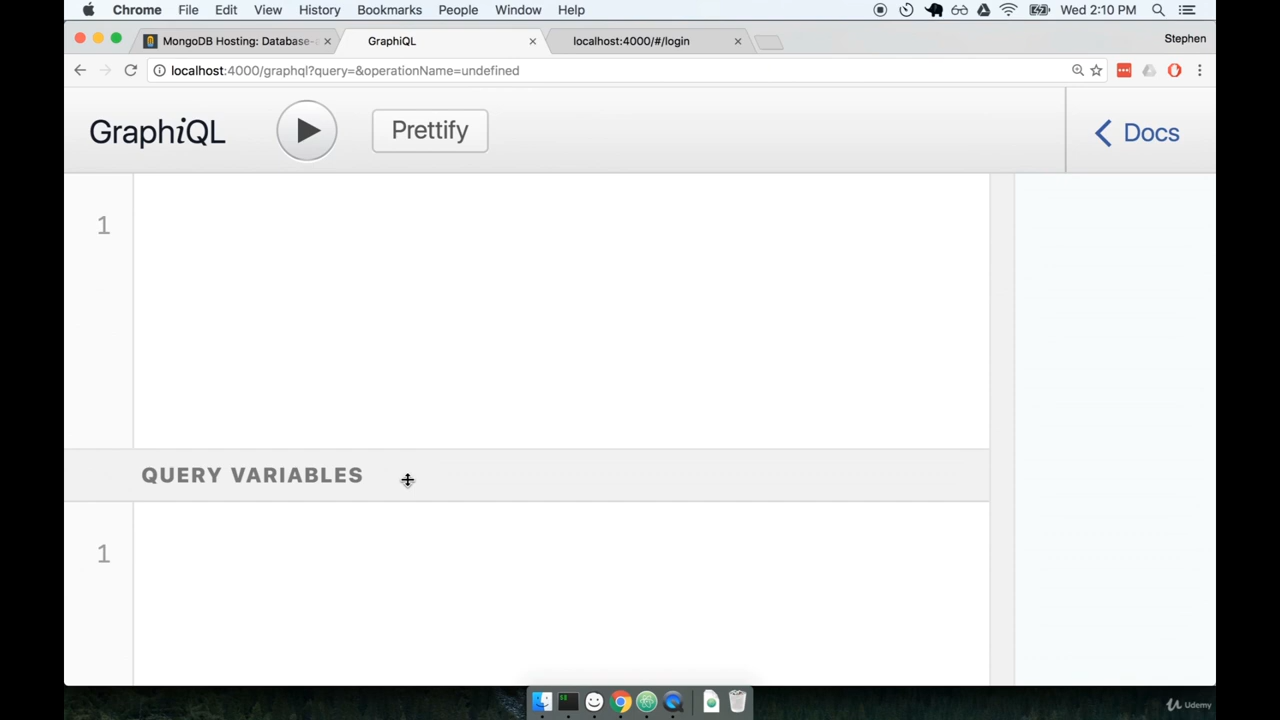 Chrome File Edit View History Bookmarks People Window Help Wed 2:10 PM
MongoDB Hosting: Database- GraphiQL localhost:4000/#/login Stephen
localhost:4000/graphql?query=&operationName=undefined
GraphiQL Prettify Docs
1
QUERY VARIABLES
1
Udemy